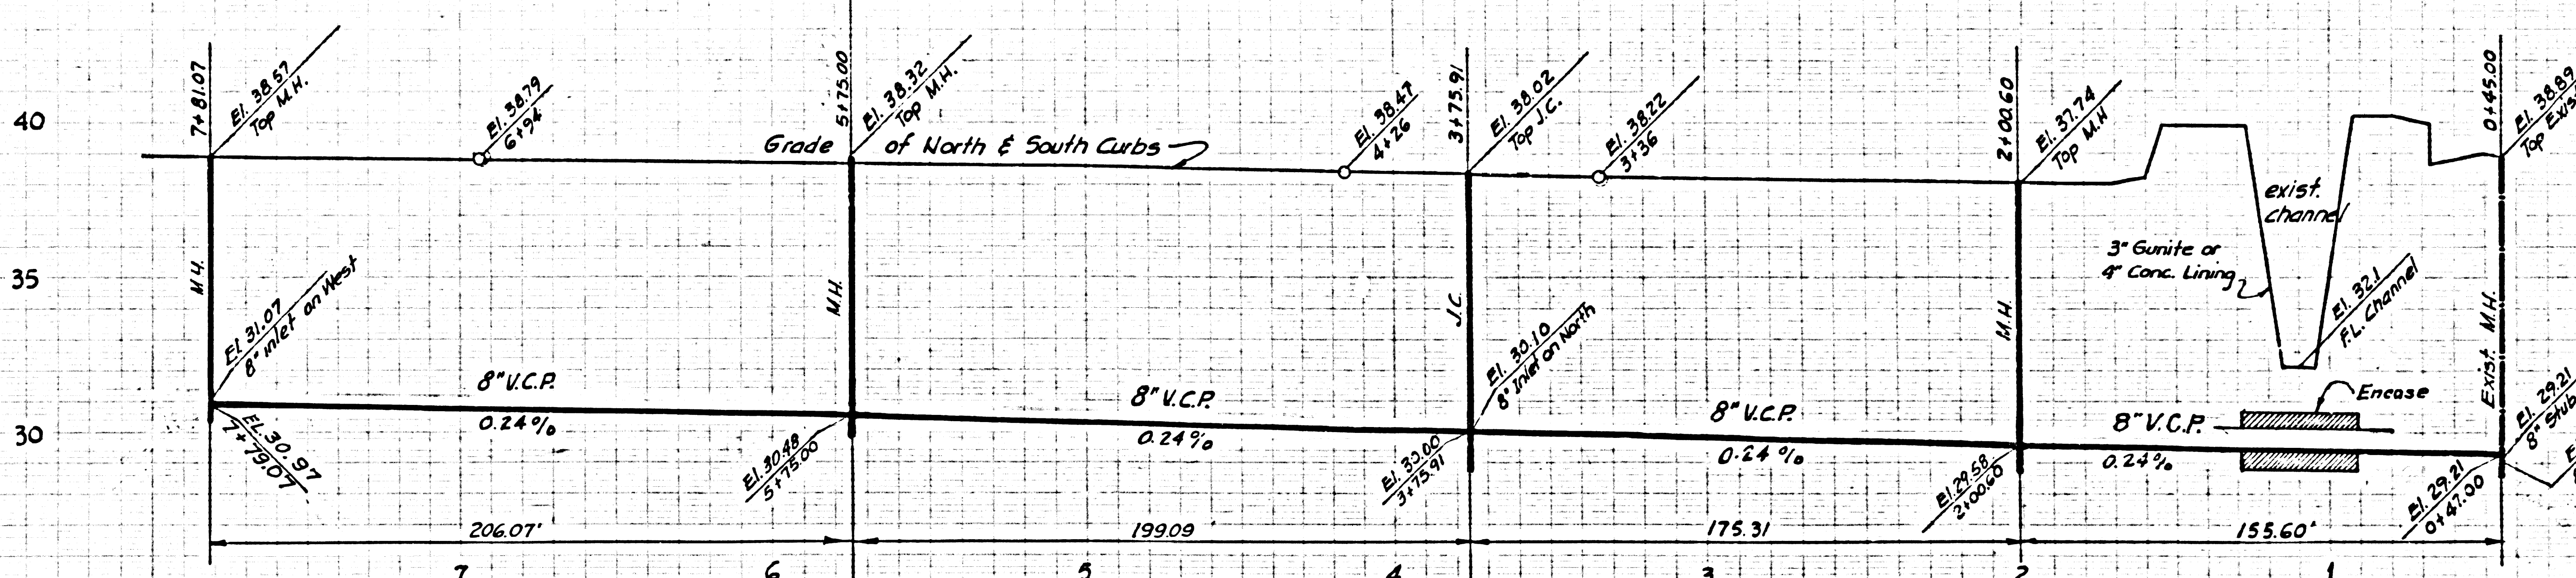 7+81.07
El. 38.57
Top M.H.
El. 38.79
6+94
5+75.00
El. 38.32
Top M.H.
Grade of North & South Curbs
El. 38.47
4+26
3+75.91
El. 38.02
Top J.C.
El. 38.22
3+36
2+00.60
El. 37.74
Top M.H
0+45.00
El. 38.89
Top Exist
40
35
30
exist.
channel
3" Gunite or
4" Conc. Lining
El. 32.1
F.L. Channel
M.H.
El 31.07
8" inlet on West
M.H.
J.C.
El. 30.10
8" Inlet on North
M.H.
Exist. M.H.
Encase
El. 29.21
8" Stub
8" V.C.P.
0.24%
8" V.C.P.
0.24%
8" V.C.P.
0.24%
8" V.C.P.
0.24%
El. 30.97
7+79.07
El. 30.48
5+75.00
El. 30.00
3+75.91
El. 29.58
2+00.60
El. 29.21
0+47.00
206.07'
199.09
175.31
155.60'
7
6
5
4
3
2
1